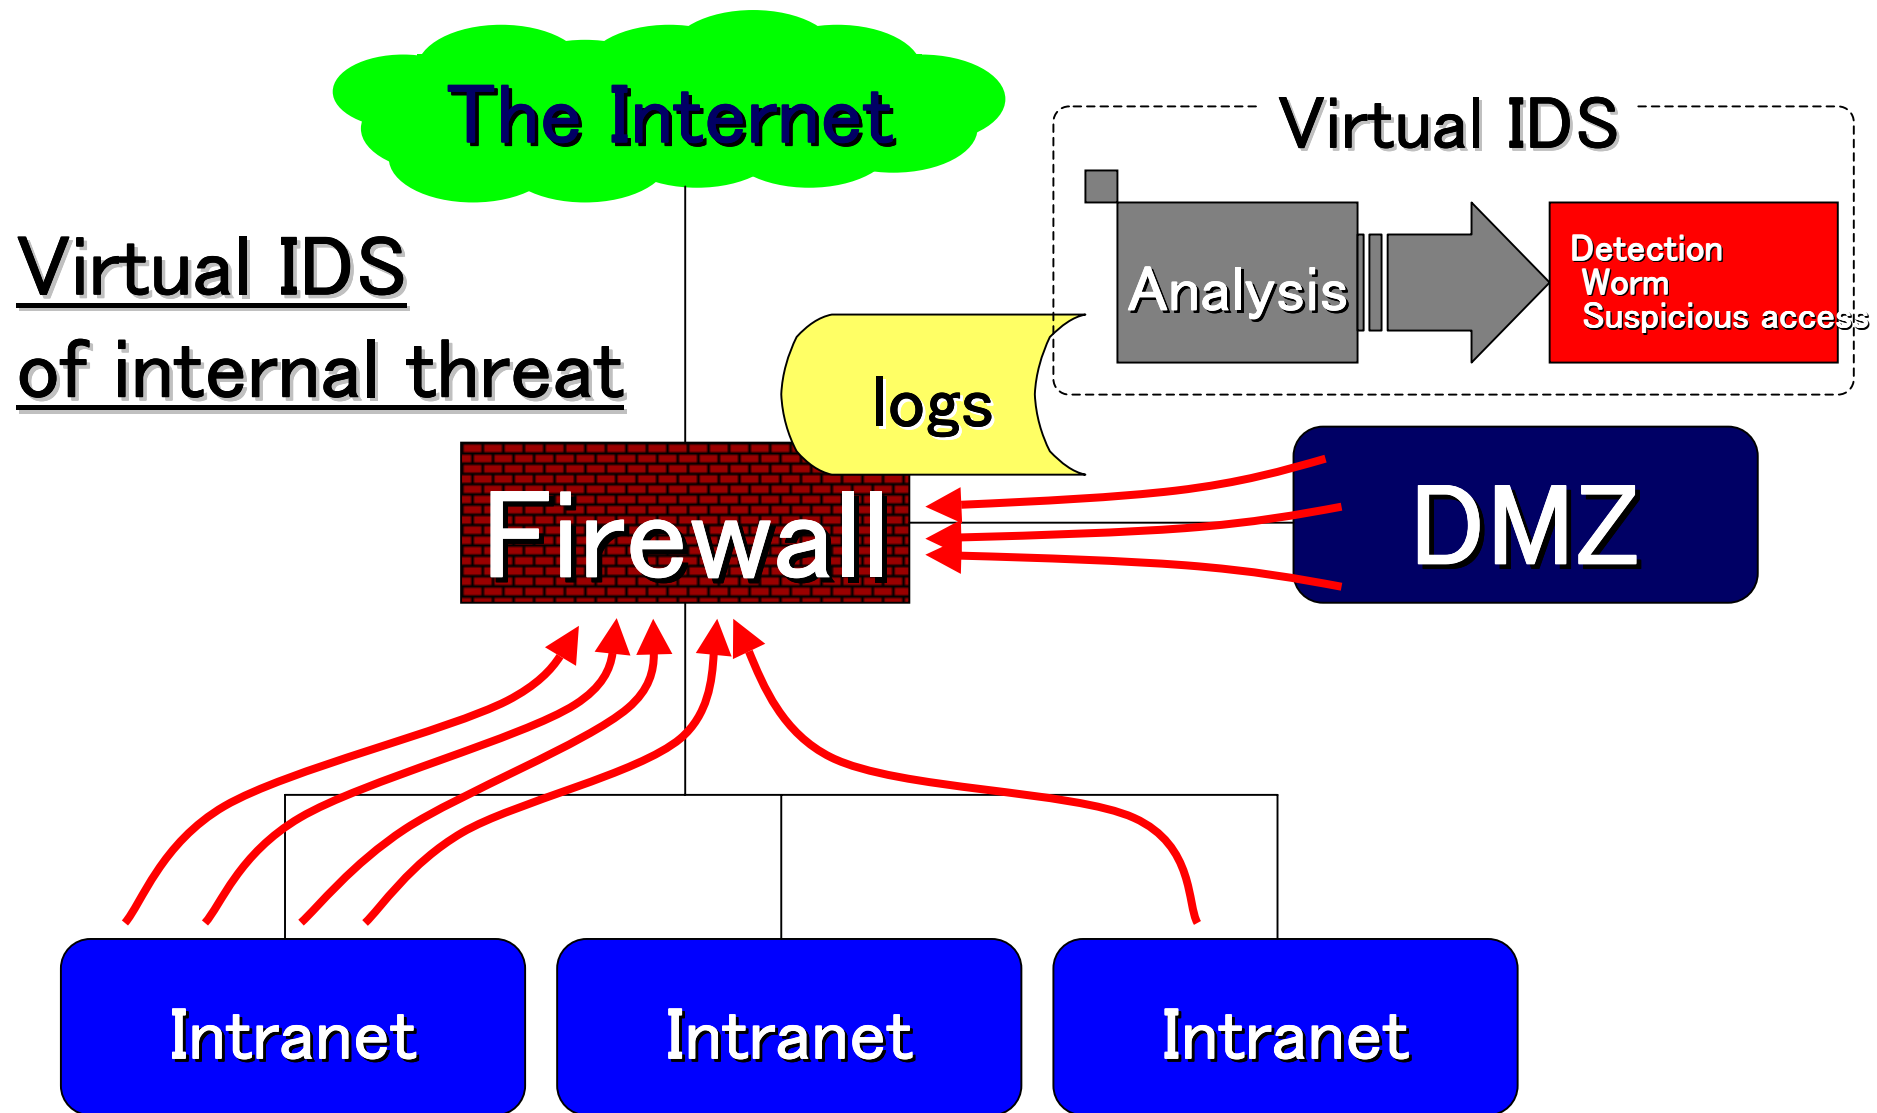 The Internet
Virtual IDS
Virtual IDS
of internal threat
Analysis
Detection
Worm
Suspicious access
logs
Firewall
DMZ
Intranet
Intranet
Intranet